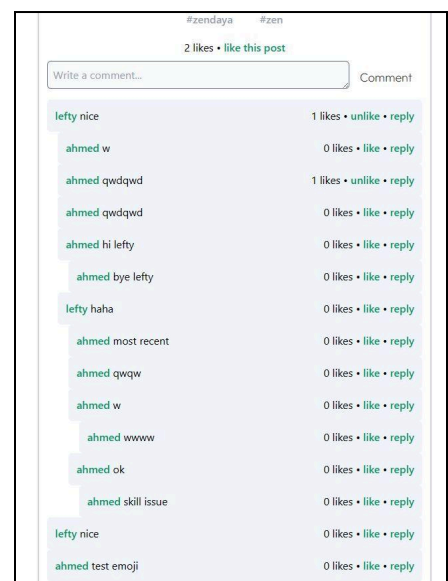 #zendaya #zen
2 likes • like this post
Write a comment...
Comment
lefty nice 1 likes • unlike • reply
ahmed w 0 likes • like • reply
ahmed qwdqwd 1 likes • unlike • reply
ahmed qwdqwd 0 likes • like • reply
ahmed hi lefty 0 likes • like • reply
ahmed bye lefty 0 likes • like • reply
lefty haha 0 likes • like • reply
ahmed most recent 0 likes • like • reply
ahmed qwqw 0 likes • like • reply
ahmed w 0 likes • like • reply
ahmed wwww 0 likes • like • reply
ahmed ok 0 likes • like • reply
ahmed skill issue 0 likes • like • reply
lefty nice 0 likes • like • reply
ahmed test emoji 0 likes • like • reply